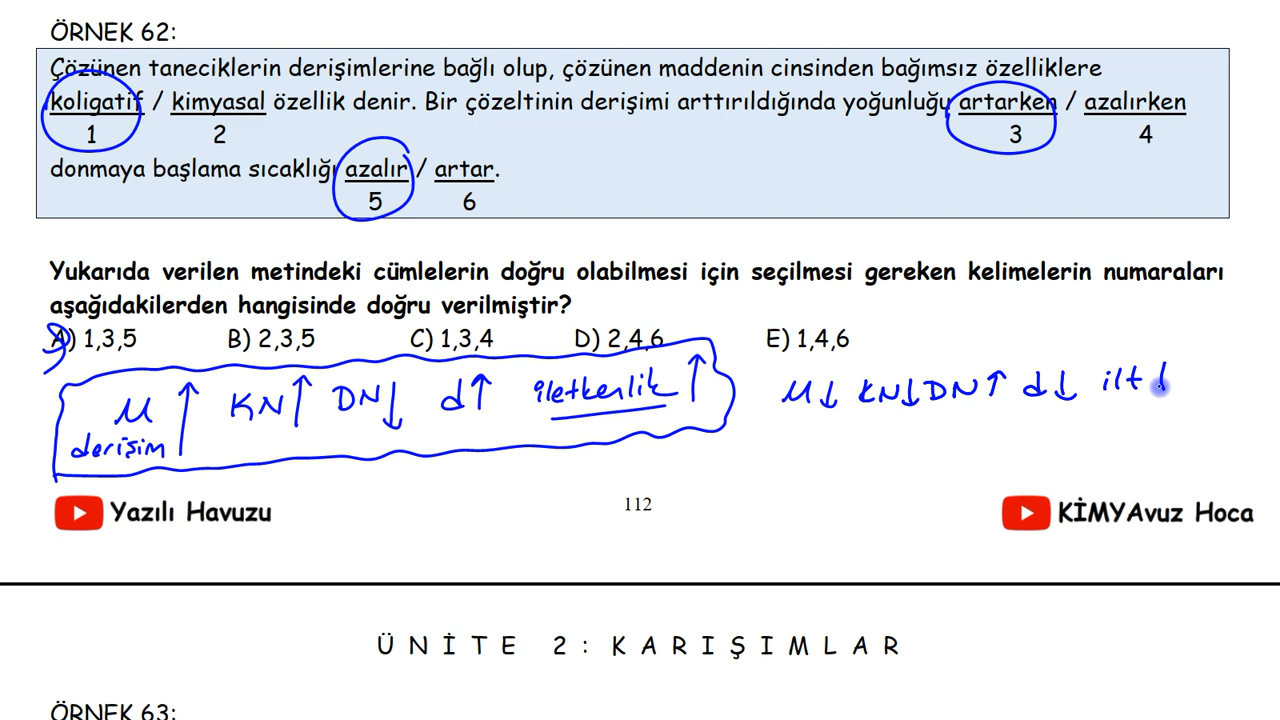 ÖRNEK 62:
Çözünen taneciklerin derişimlerine bağlı olup, çözünen maddenin cinsinden bağımsız özelliklere
koligatif / kimyasal özellik denir. Bir çözeltinin derişimi arttırıldığında yoğunluğu artarken / azalırken
1 2 3 4
donmaya başlama sıcaklığı azalır / artar.
5 6
Yukarıda verilen metindeki cümlelerin doğru olabilmesi için seçilmesi gereken kelimelerin numaraları
aşağıdakilerden hangisinde doğru verilmiştir?
A) 1,3,5 B) 2,3,5 C) 1,3,4 D) 2,4,6 E) 1,4,6
M ↑ KN↑ DN↓ d↑ iletkenlik ↑ M↓ KN↓ DN↑ d↓ ilt↓
derişim
Yazılı Havuzu 112 KİMYAvuz Hoca
ÜNİTE 2: KARIŞIMLAR
ÖRNEK 63: